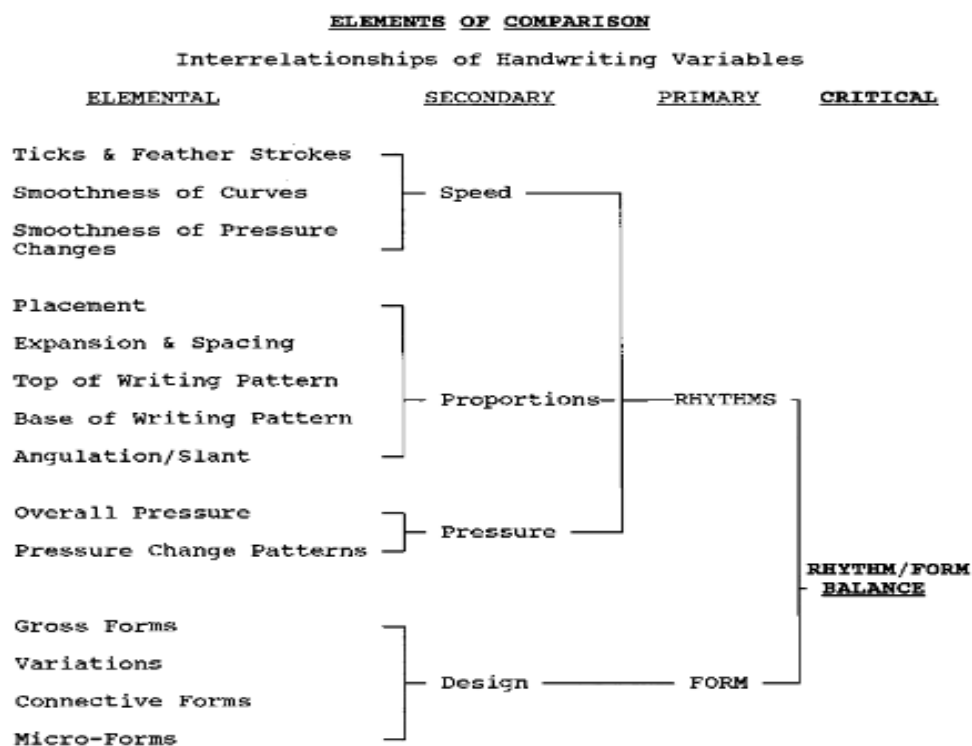 ELEMENTS OF COMPARISON
Interrelationships of Handwriting Variables
ELEMENTAL SECONDARY PRIMARY CRITICAL
Ticks & Feather Strokes
Smoothness of Curves Speed
Smoothness of Pressure
Changes
Placement
Expansion & Spacing
Top of Writing Pattern
Proportions RHYTHMS
Base of Writing Pattern
Angulation/Slant
Overall Pressure
Pressure
Pressure Change Patterns
RHYTHM/FORM
BALANCE
Gross Forms
Variations
Design FORM
Connective Forms
Micro-Forms